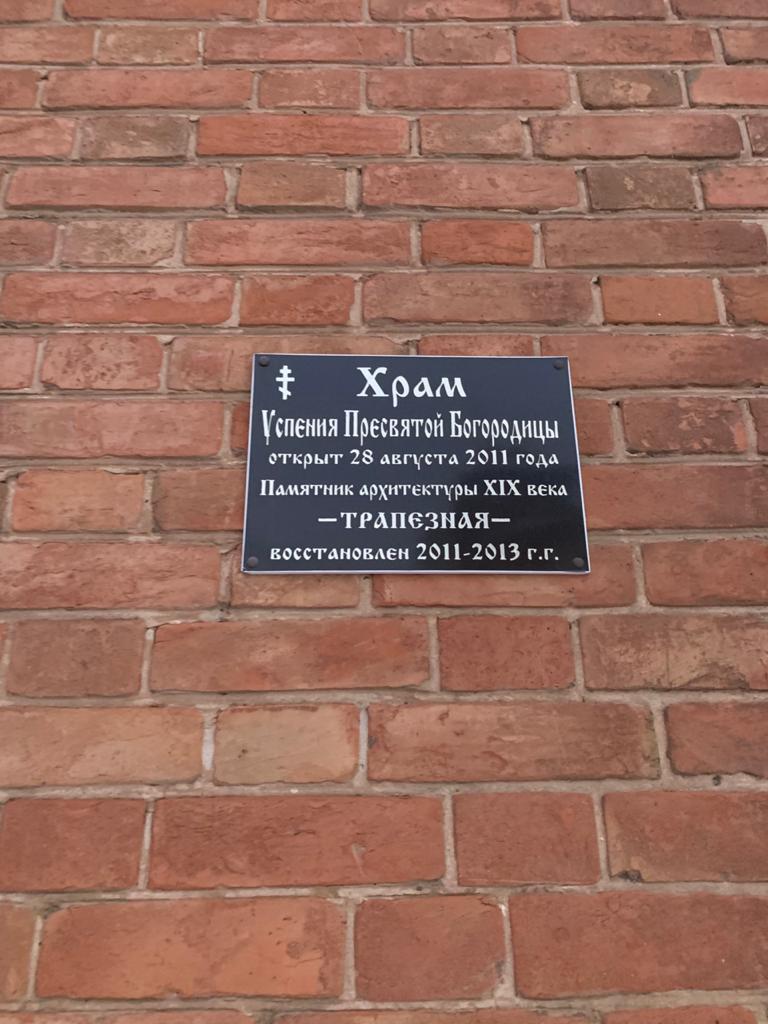 Храм
Успения Пресвятой Богородицы
открыт 28 августа 2011 года
Памятник архитектуры XIX века
—ТРАПЕЗНАЯ—
восстановлен 2011-2013 г.г.